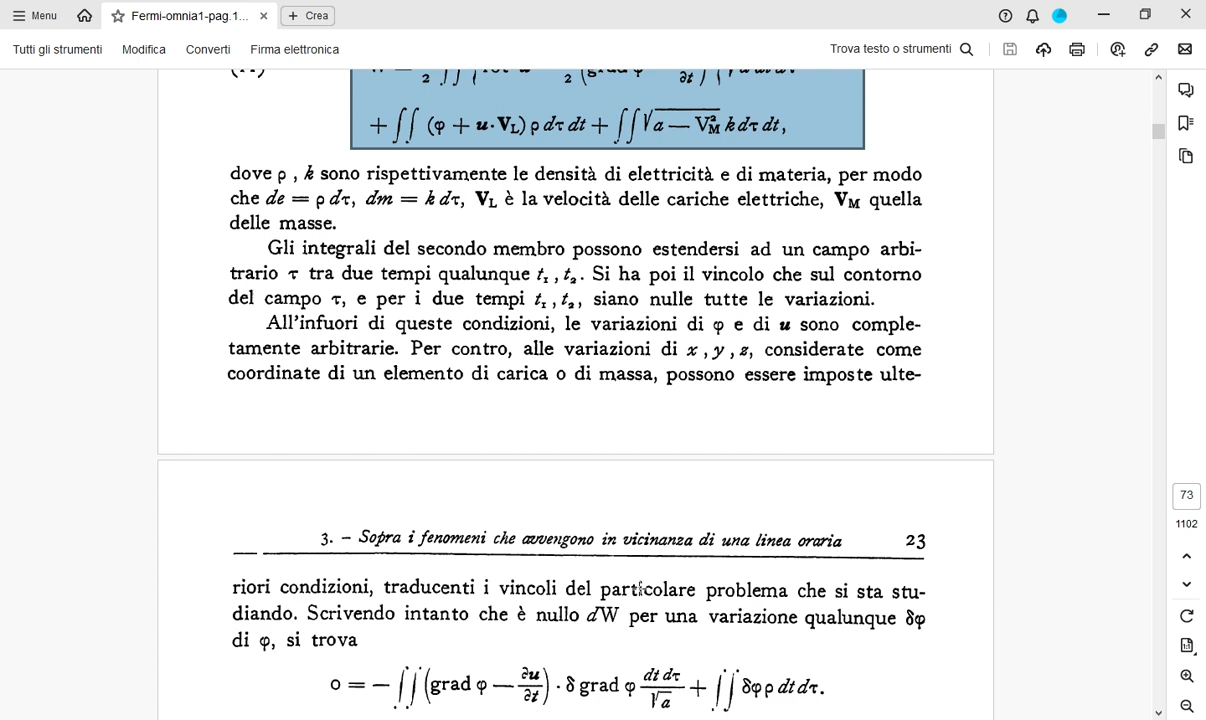 Menu
Fermi-omnia1-pag.1...
Crea
Tutti gli strumenti Modifica Converti Firma elettronica Trova testo o strumenti
+ ∫∫ (φ + u·V_L) ρ dτ dt + ∫∫ √(a — V²_M) k dτ dt,
dove ρ , k sono rispettivamente le densità di elettricità e di materia, per modo
che de = ρ dτ, dm = k dτ, V_L è la velocità delle cariche elettriche, V_M quella
delle masse.
Gli integrali del secondo membro possono estendersi ad un campo arbi-
trario τ tra due tempi qualunque t₁ , t₂ . Si ha poi il vincolo che sul contorno
del campo τ, e per i due tempi t₁ , t₂ , siano nulle tutte le variazioni.
All'infuori di queste condizioni, le variazioni di φ e di u sono comple-
tamente arbitrarie. Per contro, alle variazioni di x , y , z, considerate come
coordinate di un elemento di carica o di massa, possono essere imposte ulte-
3. – Sopra i fenomeni che avvengono in vicinanza di una linea oraria 23
riori condizioni, traducenti i vincoli del particolare problema che si sta stu-
diando. Scrivendo intanto che è nullo dW per una variazione qualunque δφ
di φ, si trova
0 = — ∫∫ (grad φ — ∂u/∂t) · δ grad φ dt dτ/√a + ∫∫ δφ ρ dt dτ.
73
1102